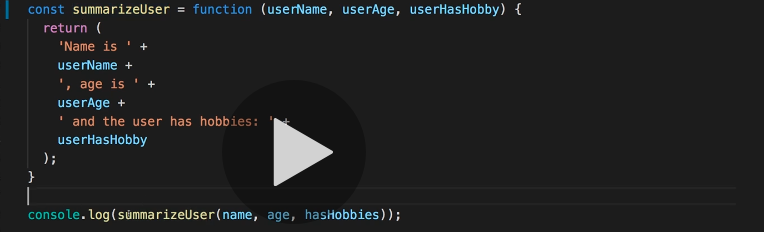 const summarizeUser = function (userName, userAge, userHasHobby) {
return (
'Name is ' +
userName +
', age is ' +
userAge +
' and the user has hobbies: ' +
userHasHobby
);
}
console.log(summarizeUser(name, age, hasHobbies));